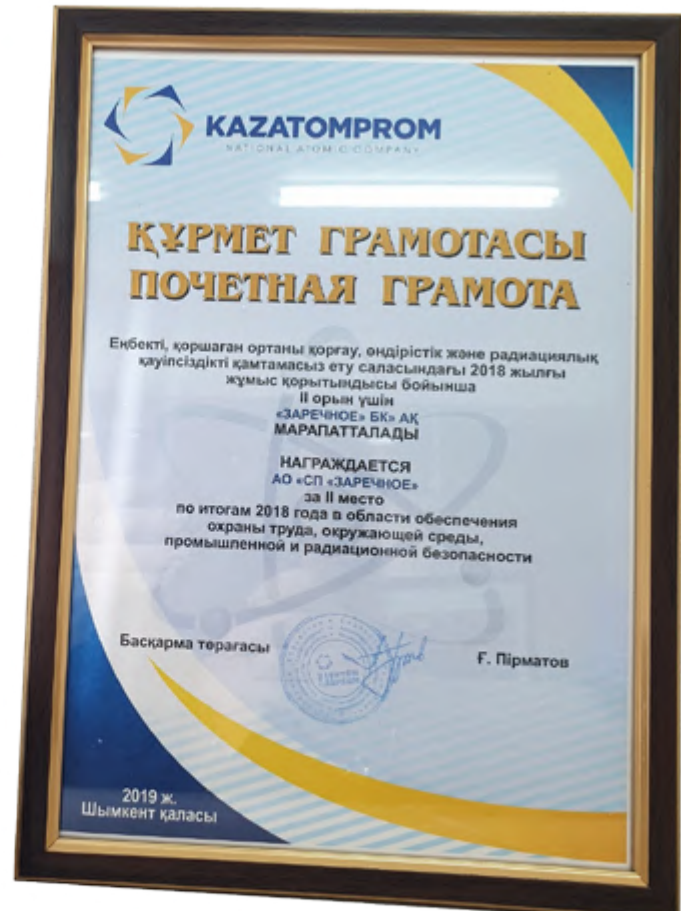 KAZATOMPROM
NATIONAL ATOMIC COMPANY
ҚҰРМЕТ ГРАМОТАСЫ
ПОЧЕТНАЯ ГРАМОТА
Еңбекті, қоршаған ортаны қорғау, өндірістік және радиациялық
қауіпсіздікті қамтамасыз ету саласындағы 2018 жылғы
жұмыс қорытындысы бойынша
II орын үшін
«ЗАРЕЧНОЕ» БК» АҚ
МАРАПАТТАЛАДЫ
НАГРАЖДАЕТСЯ
АО «СП «ЗАРЕЧНОЕ»
за II место
по итогам 2018 года в области обеспечения
охраны труда, окружающей среды,
промышленной и радиационной безопасности
Басқарма төрағасы
Ғ. Пірматов
2019 ж.
Шымкент қаласы